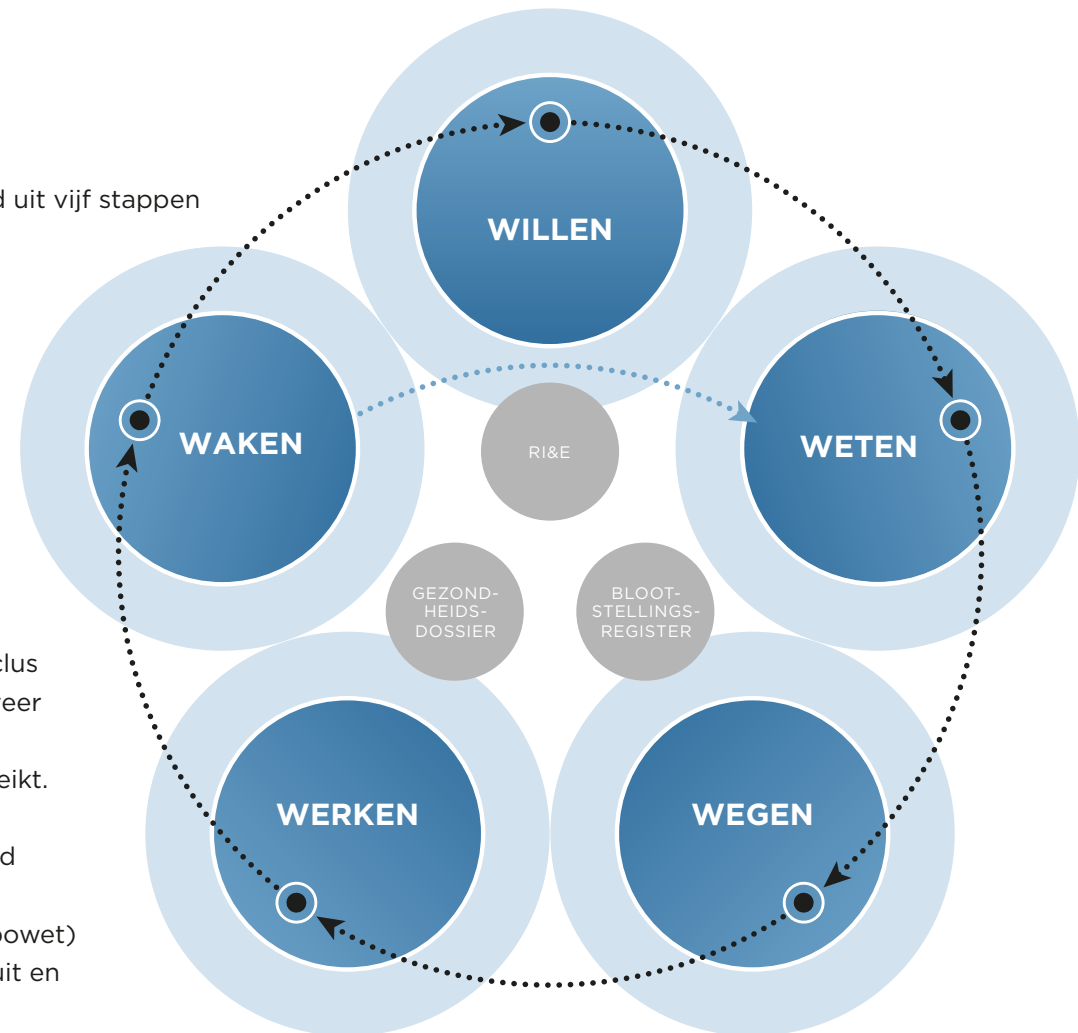 d uit vijf stappen
clus
eer
eikt.
d
owet)
uit en
WILLEN
WETEN
WEGEN
WERKEN
WAKEN
RI&E
GEZOND-
HEIDS-
DOSSIER
BLOOT-
STELLINGS-
REGISTER